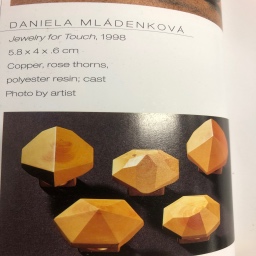 DANIELA MLÁDENKOVÁ
Jewelry for Touch, 1998
5.8 x 4 x .6 cm
Copper, rose thorns,
polyester resin; cast
Photo by artist